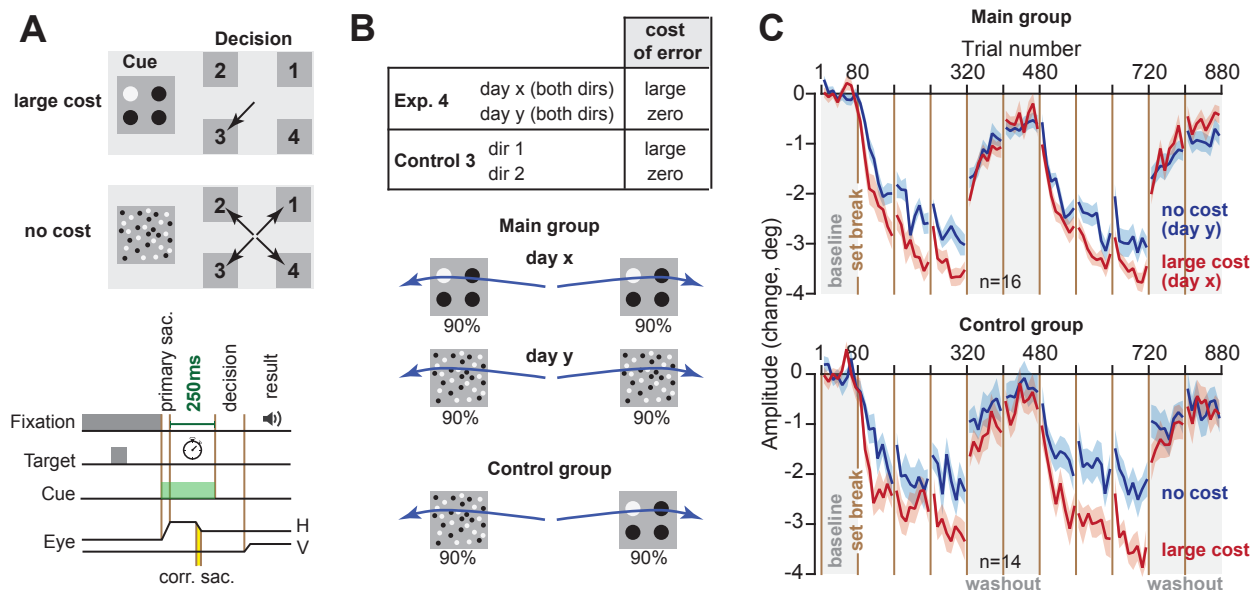 A
Decision
Cue
large cost
2
1
3
4
no cost
2
1
3
4
primary sac.
250ms
decision
result
Fixation
Target
Cue
Eye
H
V
corr. sac.
B
cost
of error
Exp. 4
day x (both dirs)
large
day y (both dirs)
zero
Control 3
dir 1
large
dir 2
zero
Main group
day x
90%
90%
day y
90%
90%
Control group
90%
90%
C
Main group
Trial number
1 80 320 480 720 880
0
-1
-2
-3
-4
baseline
set break
n=16
no cost
(day y)
large cost
(day x)
Amplitude (change, deg)
Control group
1 80 320 480 720 880
0
-1
-2
-3
-4
baseline
set break
n=14
no cost
large cost
washout
washout